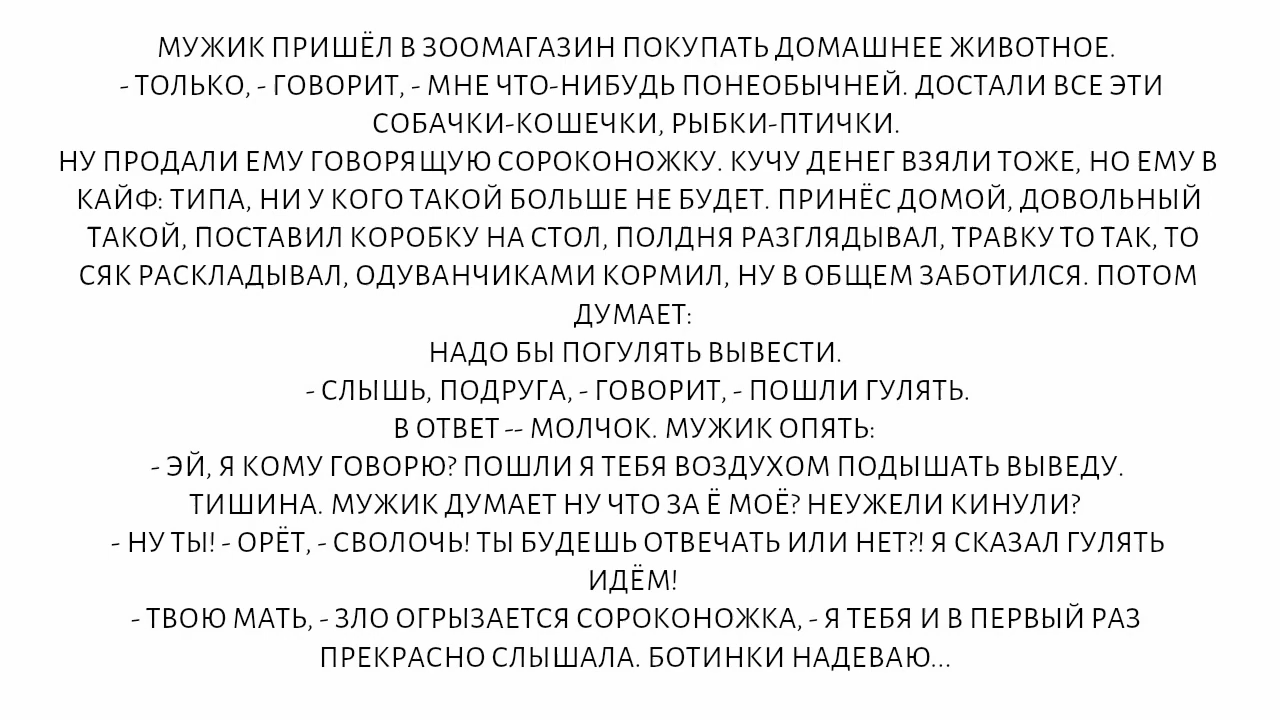 МУЖИК ПРИШЁЛ В ЗООМАГАЗИН ПОКУПАТЬ ДОМАШНЕЕ ЖИВОТНОЕ.
- ТОЛЬКО, - ГОВОРИТ, - МНЕ ЧТО-НИБУДЬ ПОНЕОБЫЧНЕЙ. ДОСТАЛИ ВСЕ ЭТИ
СОБАЧКИ-КОШЕЧКИ, РЫБКИ-ПТИЧКИ.
НУ ПРОДАЛИ ЕМУ ГОВОРЯЩУЮ СОРОКОНОЖКУ. КУЧУ ДЕНЕГ ВЗЯЛИ ТОЖЕ, НО ЕМУ В
КАЙФ: ТИПА, НИ У КОГО ТАКОЙ БОЛЬШЕ НЕ БУДЕТ. ПРИНЁС ДОМОЙ, ДОВОЛЬНЫЙ
ТАКОЙ, ПОСТАВИЛ КОРОБКУ НА СТОЛ, ПОЛДНЯ РАЗГЛЯДЫВАЛ, ТРАВКУ ТО ТАК, ТО
СЯК РАСКЛАДЫВАЛ, ОДУВАНЧИКАМИ КОРМИЛ, НУ В ОБЩЕМ ЗАБОТИЛСЯ. ПОТОМ
ДУМАЕТ:
НАДО БЫ ПОГУЛЯТЬ ВЫВЕСТИ.
- СЛЫШЬ, ПОДРУГА, - ГОВОРИТ, - ПОШЛИ ГУЛЯТЬ.
В ОТВЕТ -- МОЛЧОК. МУЖИК ОПЯТЬ:
- ЭЙ, Я КОМУ ГОВОРЮ? ПОШЛИ Я ТЕБЯ ВОЗДУХОМ ПОДЫШАТЬ ВЫВЕДУ.
ТИШИНА. МУЖИК ДУМАЕТ НУ ЧТО ЗА Ё МОЁ? НЕУЖЕЛИ КИНУЛИ?
- НУ ТЫ! - ОРЁТ, - СВОЛОЧЬ! ТЫ БУДЕШЬ ОТВЕЧАТЬ ИЛИ НЕТ?! Я СКАЗАЛ ГУЛЯТЬ
ИДЁМ!
- ТВОЮ МАТЬ, - ЗЛО ОГРЫЗАЕТСЯ СОРОКОНОЖКА, - Я ТЕБЯ И В ПЕРВЫЙ РАЗ
ПРЕКРАСНО СЛЫШАЛА. БОТИНКИ НАДЕВАЮ...